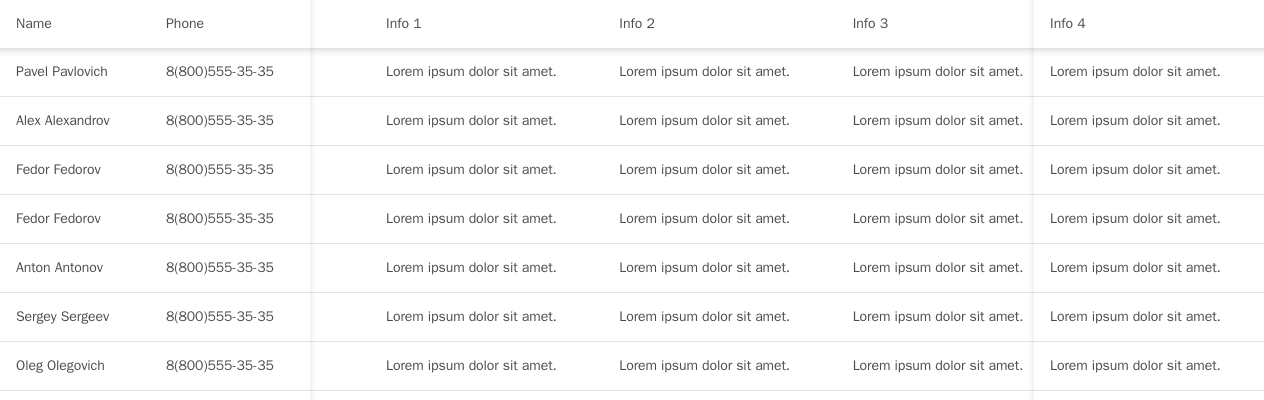 Name Phone Info 1 Info 2 Info 3 Info 4
Pavel Pavlovich 8(800)555-35-35 Lorem ipsum dolor sit amet. Lorem ipsum dolor sit amet. Lorem ipsum dolor sit amet. Lorem ipsum dolor sit amet.
Alex Alexandrov 8(800)555-35-35 Lorem ipsum dolor sit amet. Lorem ipsum dolor sit amet. Lorem ipsum dolor sit amet. Lorem ipsum dolor sit amet.
Fedor Fedorov 8(800)555-35-35 Lorem ipsum dolor sit amet. Lorem ipsum dolor sit amet. Lorem ipsum dolor sit amet. Lorem ipsum dolor sit amet.
Fedor Fedorov 8(800)555-35-35 Lorem ipsum dolor sit amet. Lorem ipsum dolor sit amet. Lorem ipsum dolor sit amet. Lorem ipsum dolor sit amet.
Anton Antonov 8(800)555-35-35 Lorem ipsum dolor sit amet. Lorem ipsum dolor sit amet. Lorem ipsum dolor sit amet. Lorem ipsum dolor sit amet.
Sergey Sergeev 8(800)555-35-35 Lorem ipsum dolor sit amet. Lorem ipsum dolor sit amet. Lorem ipsum dolor sit amet. Lorem ipsum dolor sit amet.
Oleg Olegovich 8(800)555-35-35 Lorem ipsum dolor sit amet. Lorem ipsum dolor sit amet. Lorem ipsum dolor sit amet. Lorem ipsum dolor sit amet.